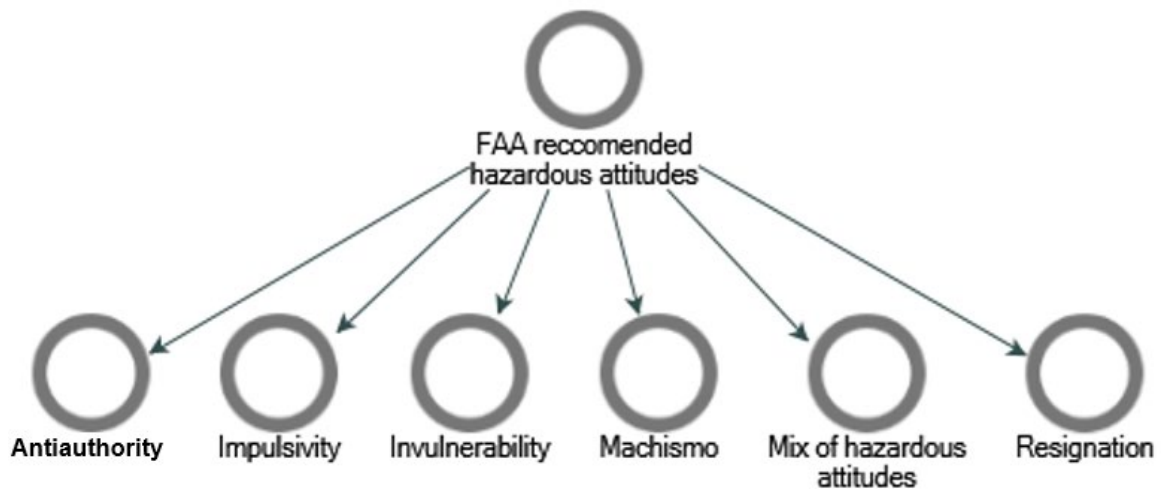 FAA reccomended
hazardous attitudes
Antiauthority
Impulsivity
Invulnerability
Machismo
Mix of hazardous
attitudes
Resignation